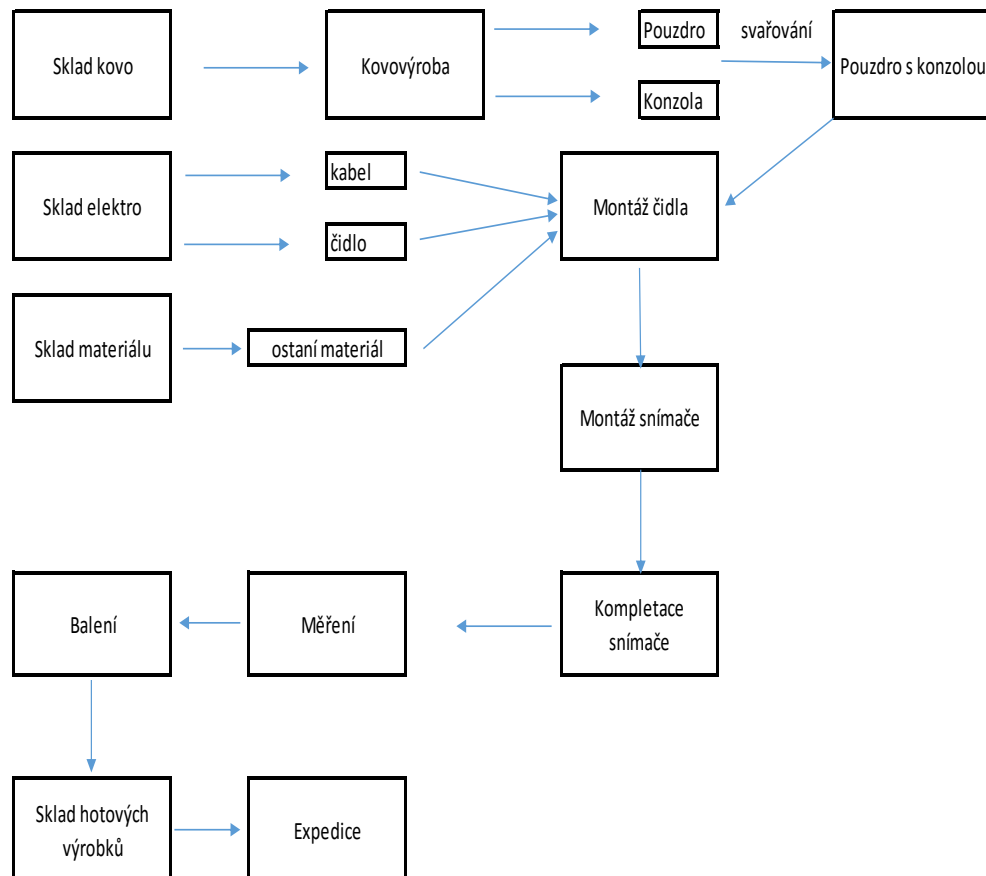 Sklad kovo
Kovovýroba
Pouzdro
svařování
Pouzdro s konzolou
Konzola
Sklad elektro
kabel
čidlo
Montáž čidla
Sklad materiálu
ostaní materiál
Montáž snímače
Balení
Měření
Kompletace
snímače
Sklad hotových
výrobků
Expedice